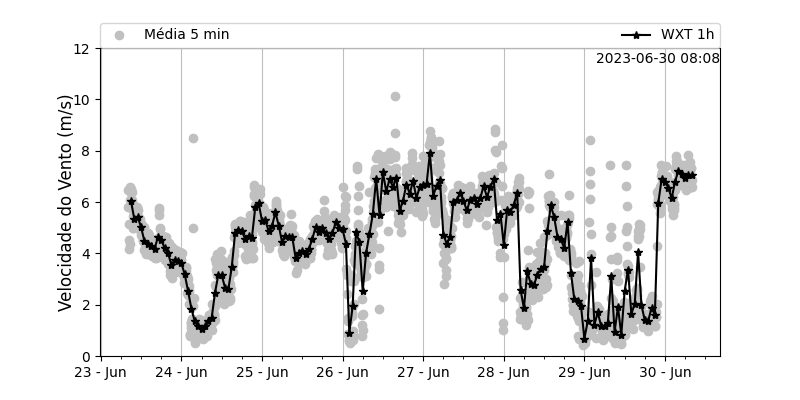 Média 5 min WXT 1h
2023-06-30 08:08
Velocidade do Vento (m/s)
12
10
8
6
4
2
0
23 - Jun 24 - Jun 25 - Jun 26 - Jun 27 - Jun 28 - Jun 29 - Jun 30 - Jun